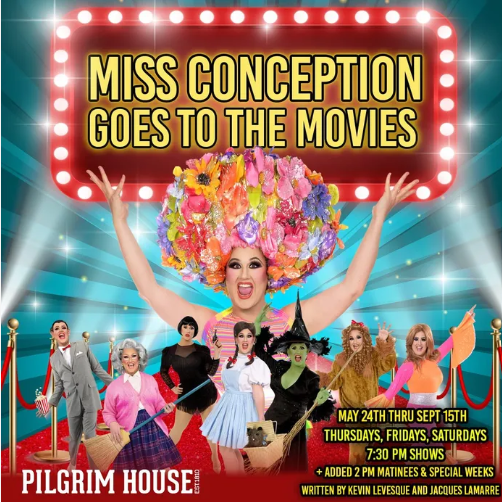 MISS CONCEPTION
GOES TO THE MOVIES
MAY 24TH THRU SEPT 15TH
THURSDAYS, FRIDAYS, SATURDAYS
7:30 PM SHOWS
+ ADDED 2 PM MATINEES & SPECIAL WEEKS
WRITTEN BY KEVIN LEVESQUE AND JACQUES LAMARRE
PILGRIM HOUSE